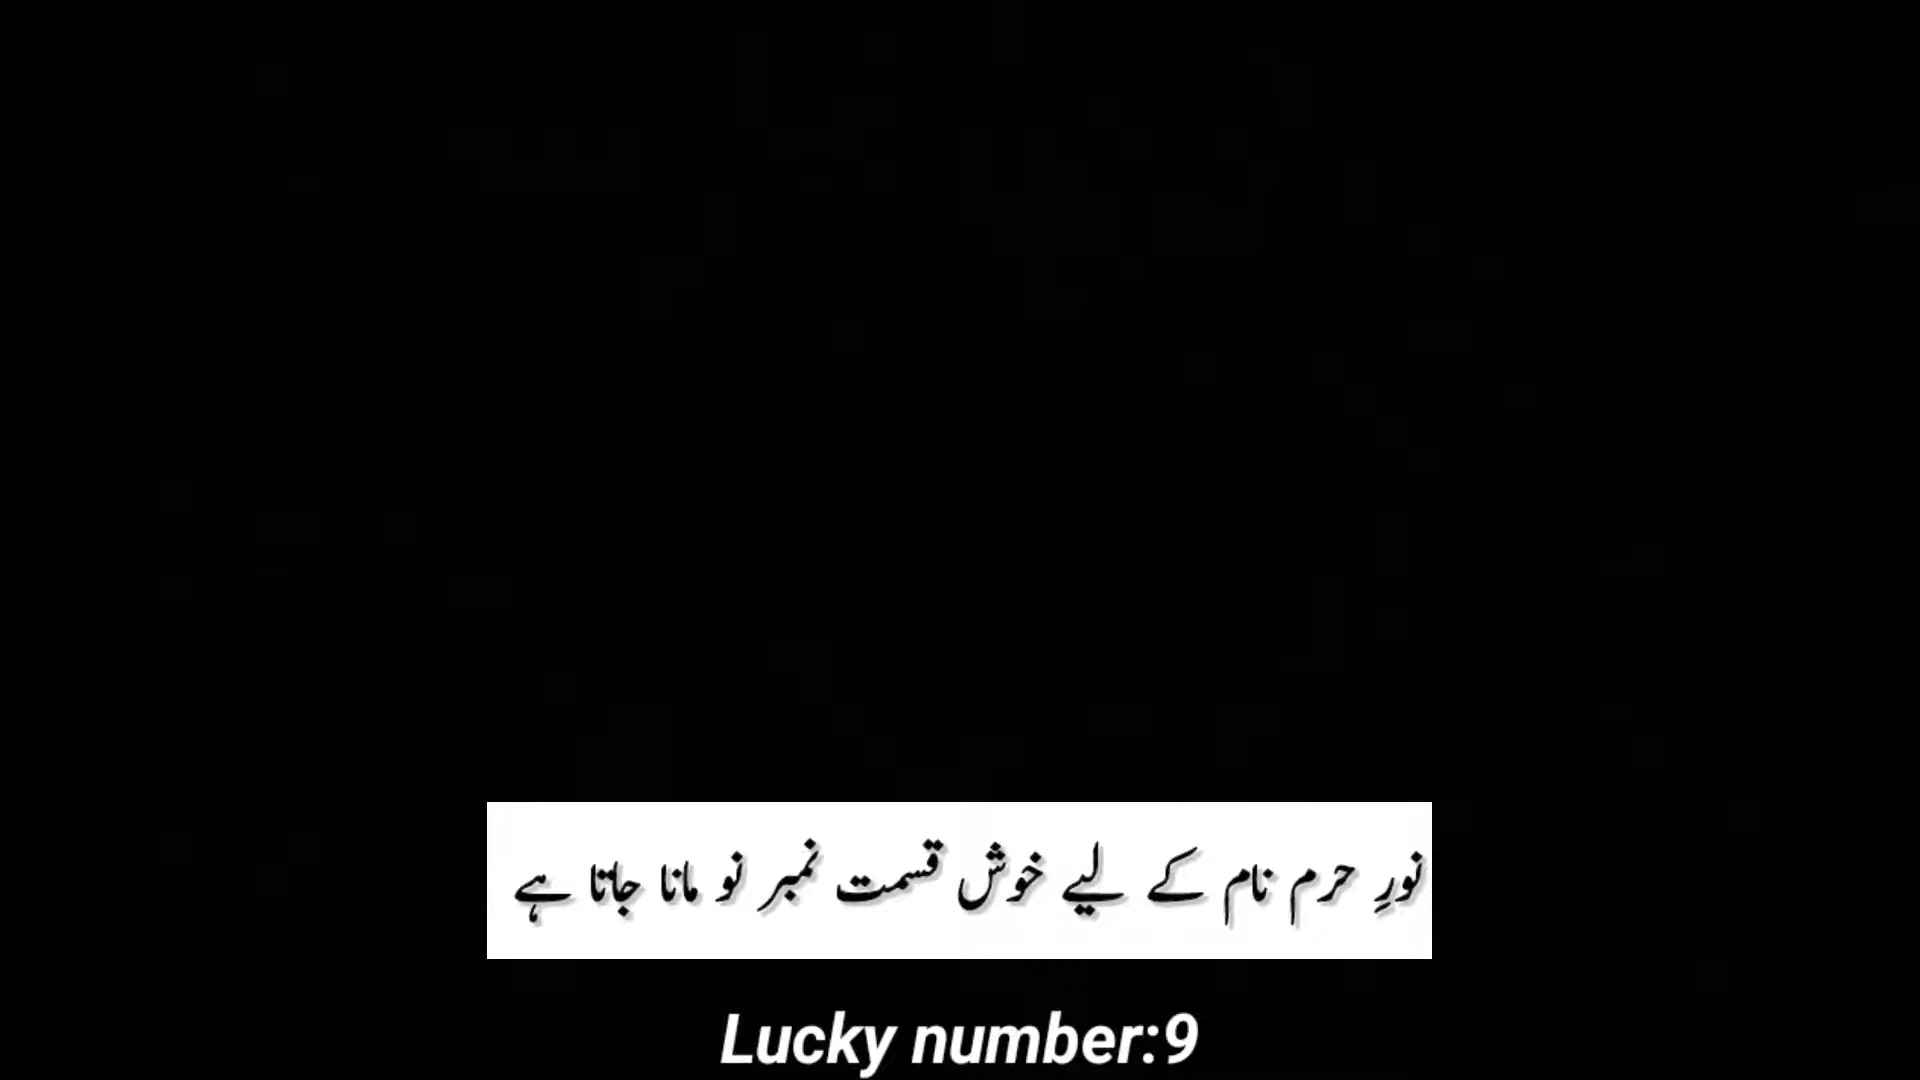 نورِ حرم نام کے لیے خوش قسمت نمبر نو مانا جاتا ہے
Lucky number:9